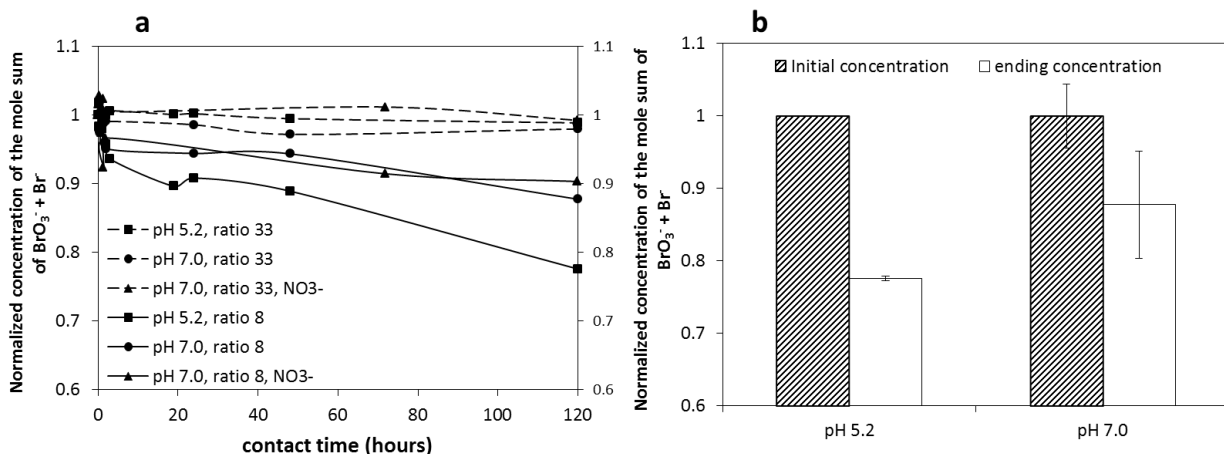 a
Normalized concentration of the mole sum
of BrO₃⁻ + Br⁻
1.1
1
0.9
0.8
0.7
0.6
1.1
1
0.9
0.8
0.7
0.6
pH 5.2, ratio 33
pH 7.0, ratio 33
pH 7.0, ratio 33, NO3-
pH 5.2, ratio 8
pH 7.0, ratio 8
pH 7.0, ratio 8, NO3-
0 20 40 60 80 100 120
contact time (hours)
b
Normalized concentration of the mole sum of
BrO₃⁻ + Br⁻
1.1
1
0.9
0.8
0.7
0.6
Initial concentration ending concentration
pH 5.2 pH 7.0